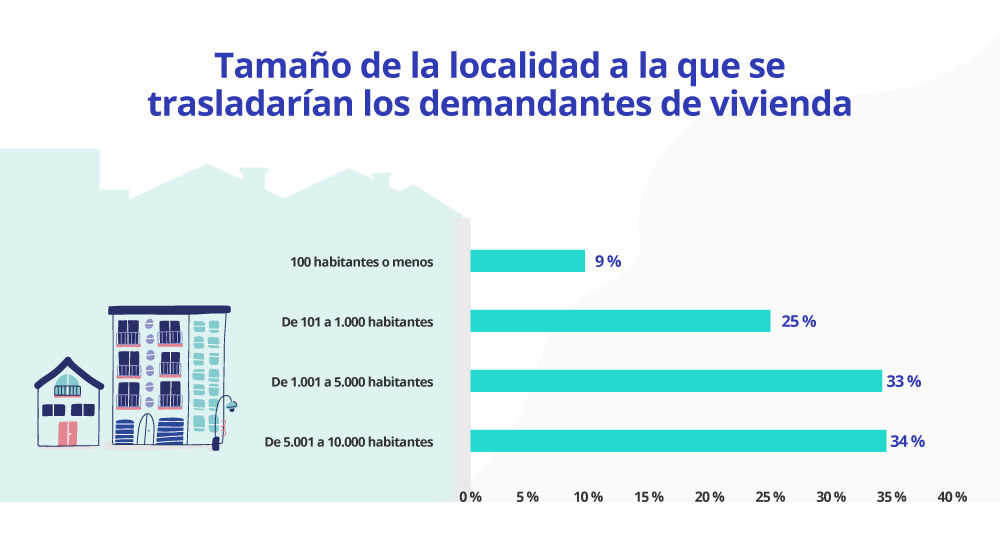 Tamaño de la localidad a la que se
trasladarían los demandantes de vivienda
100 habitantes o menos 9 %
De 101 a 1.000 habitantes 25 %
De 1.001 a 5.000 habitantes 33 %
De 5.001 a 10.000 habitantes 34 %
0 % 5 % 10 % 15 % 20 % 25 % 30 % 35 % 40 %